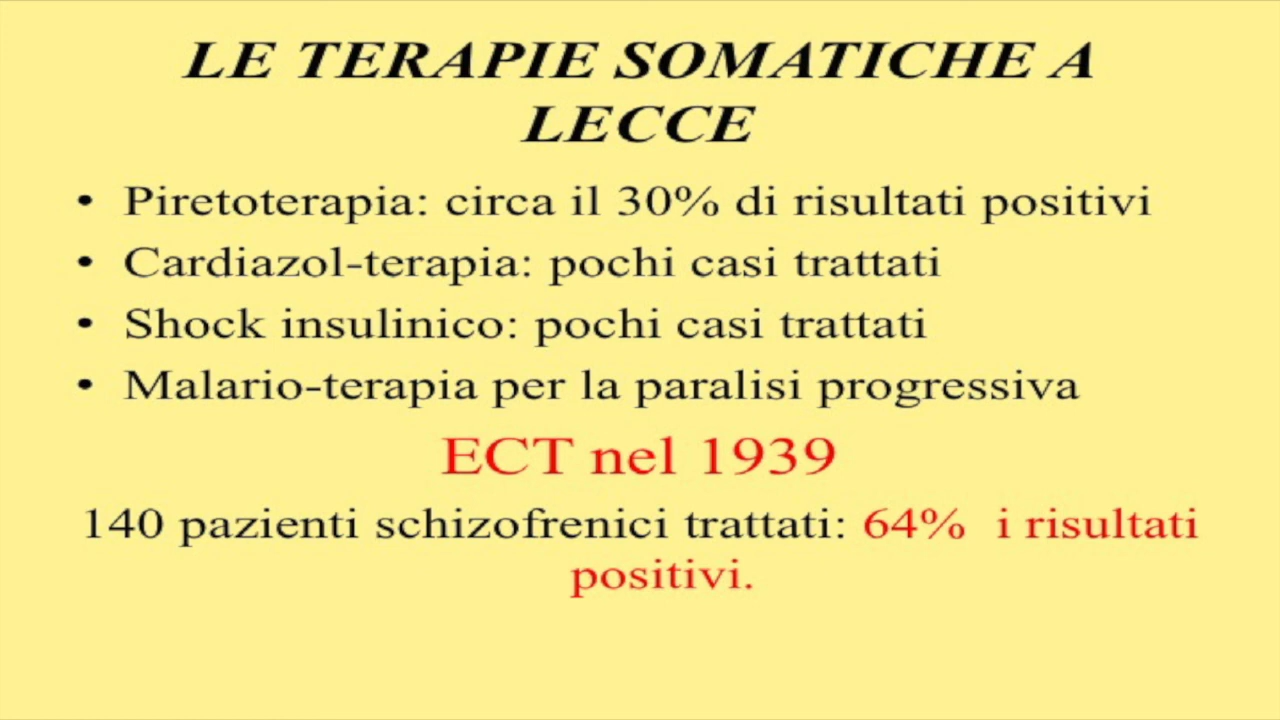 LE TERAPIE SOMATICHE A
LECCE
• Piretoterapia: circa il 30% di risultati positivi
• Cardiazol-terapia: pochi casi trattati
• Shock insulinico: pochi casi trattati
• Malario-terapia per la paralisi progressiva
ECT nel 1939
140 pazienti schizofrenici trattati: 64% i risultati
positivi.